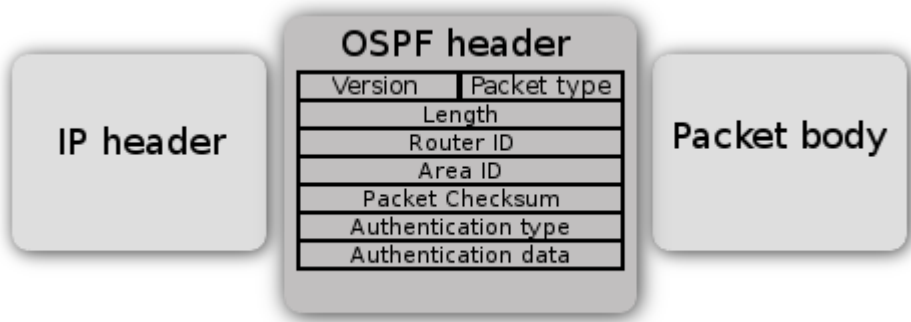 IP header
OSPF header
Version Packet type
Length
Router ID
Area ID
Packet Checksum
Authentication type
Authentication data
Packet body